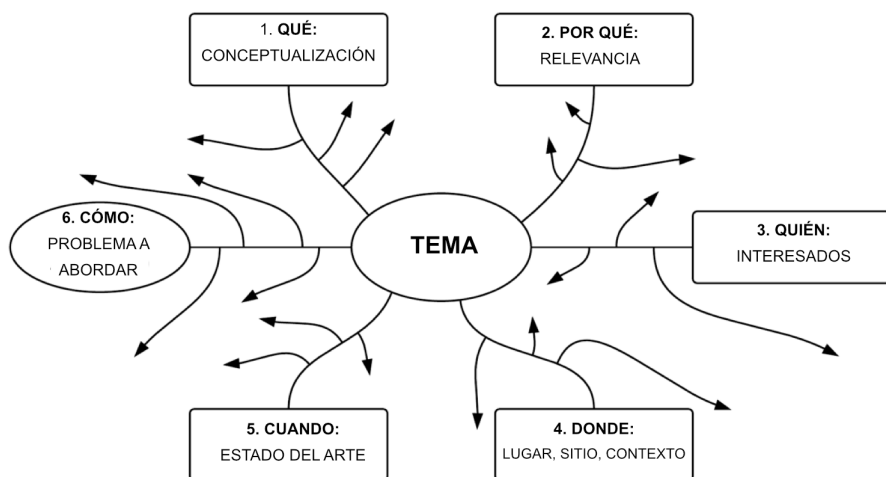 1. QUÉ:
CONCEPTUALIZACIÓN
2. POR QUÉ:
RELEVANCIA
6. CÓMO:
PROBLEMA A
ABORDAR
TEMA
3. QUIÉN:
INTERESADOS
5. CUANDO:
ESTADO DEL ARTE
4. DONDE:
LUGAR, SITIO, CONTEXTO